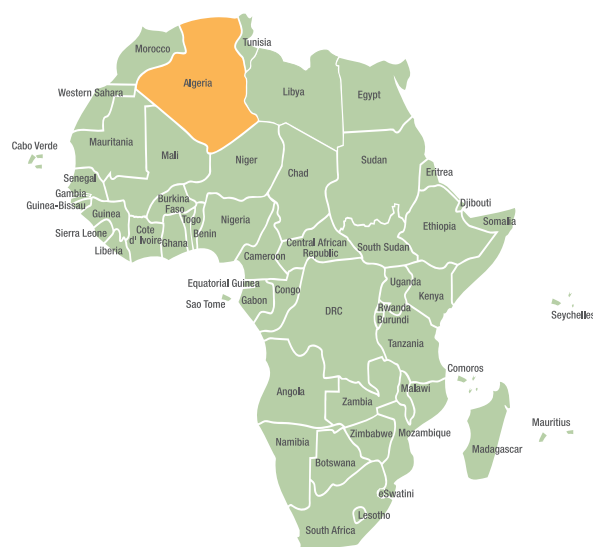 Tunisia
Morocco
Algeria
Libya
Egypt
Western Sahara
Mauritania
Cabo Verde
Mali
Niger
Sudan
Chad
Eritrea
Senegal
Gambia
Guinea-Bissau
Guinea
Burkina
Faso
Togo
Nigeria
Djibouti
Somalia
Ethiopia
Sierra Leone
Cote
d' Ivoire
Ghana
Benin
Liberia
Central African
Republic
South Sudan
Cameroon
Equatorial Guinea
Congo
Uganda
Kenya
Sao Tome
Gabon
DRC
Rwanda
Burundi
Seychelles
Tanzania
Comoros
Angola
Malawi
Zambia
Mauritius
Namibia
Zimbabwe
Mozambique
Madagascar
Botswana
eSwatini
Lesotho
South Africa